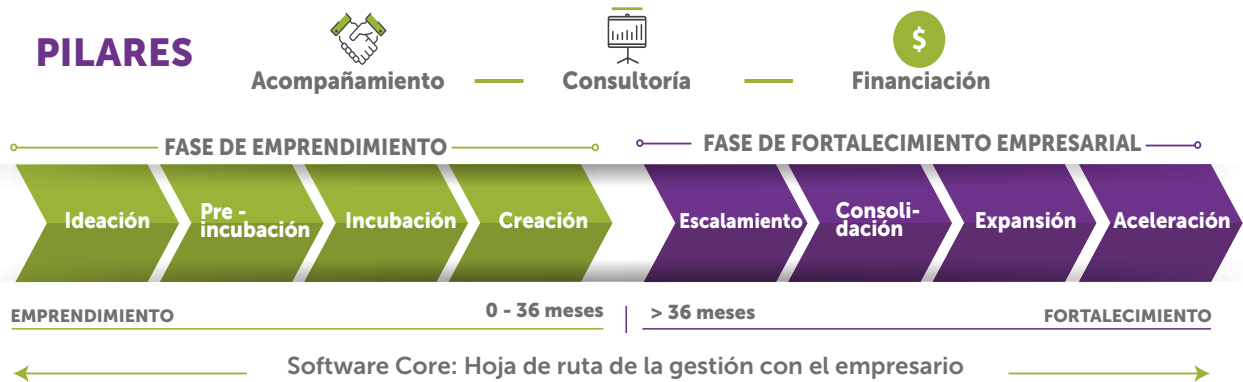 PILARES
$
Acompañamiento
Consultoría
Financiación
FASE DE EMPRENDIMIENTO
FASE DE FORTALECIMIENTO EMPRESARIAL
Ideación
Pre -
incubación
Incubación
Creación
Escalamiento
Consoli-
dación
Expansión
Aceleración
EMPRENDIMIENTO
0 - 36 meses
> 36 meses
FORTALECIMIENTO
Software Core: Hoja de ruta de la gestión con el empresario